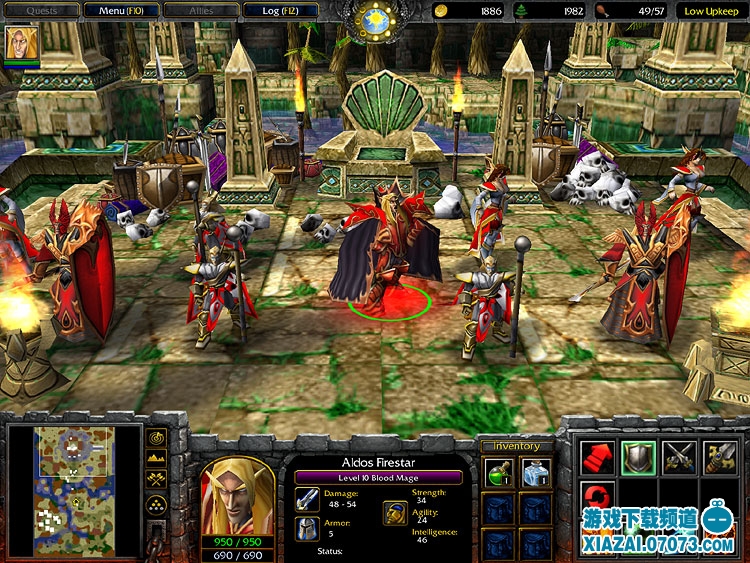 Quests
Menu (F10)
Allies
Log (F12)
1886
1982
49/57
Low Upkeep
Aldos Firestar
Level 10 Blood Mage
Damage:
48 - 54
Armor:
5
Status:
Strength:
34
Agility:
24
Intelligence:
46
950 / 950
690 / 690
Inventory
1
1
游戏下载频道
XIAZAI.07073.com